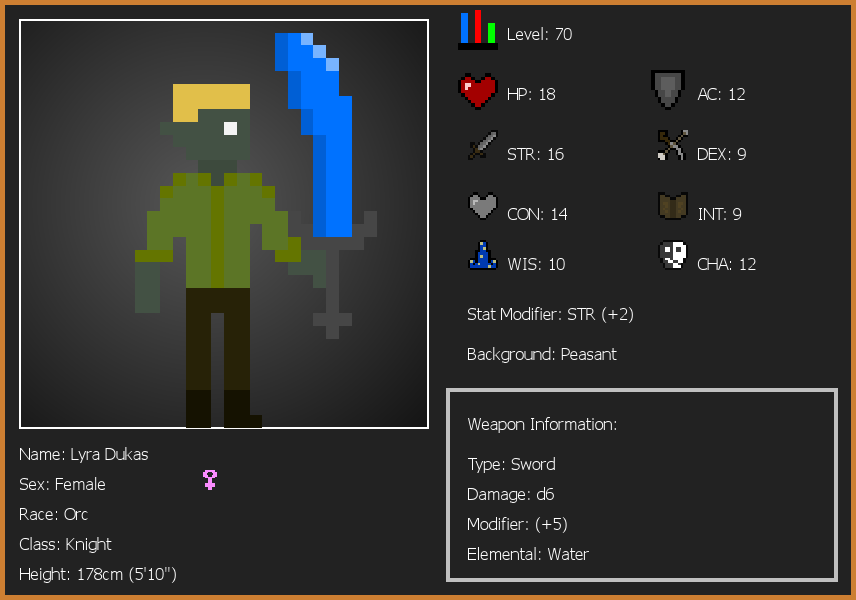 Level: 70
HP: 18
AC: 12
STR: 16
DEX: 9
CON: 14
INT: 9
WIS: 10
CHA: 12
Stat Modifier: STR (+2)
Background: Peasant
Weapon Information:
Type: Sword
Damage: d6
Modifier: (+5)
Elemental: Water
Name: Lyra Dukas
Sex: Female
Race: Orc
Class: Knight
Height: 178cm (5'10")